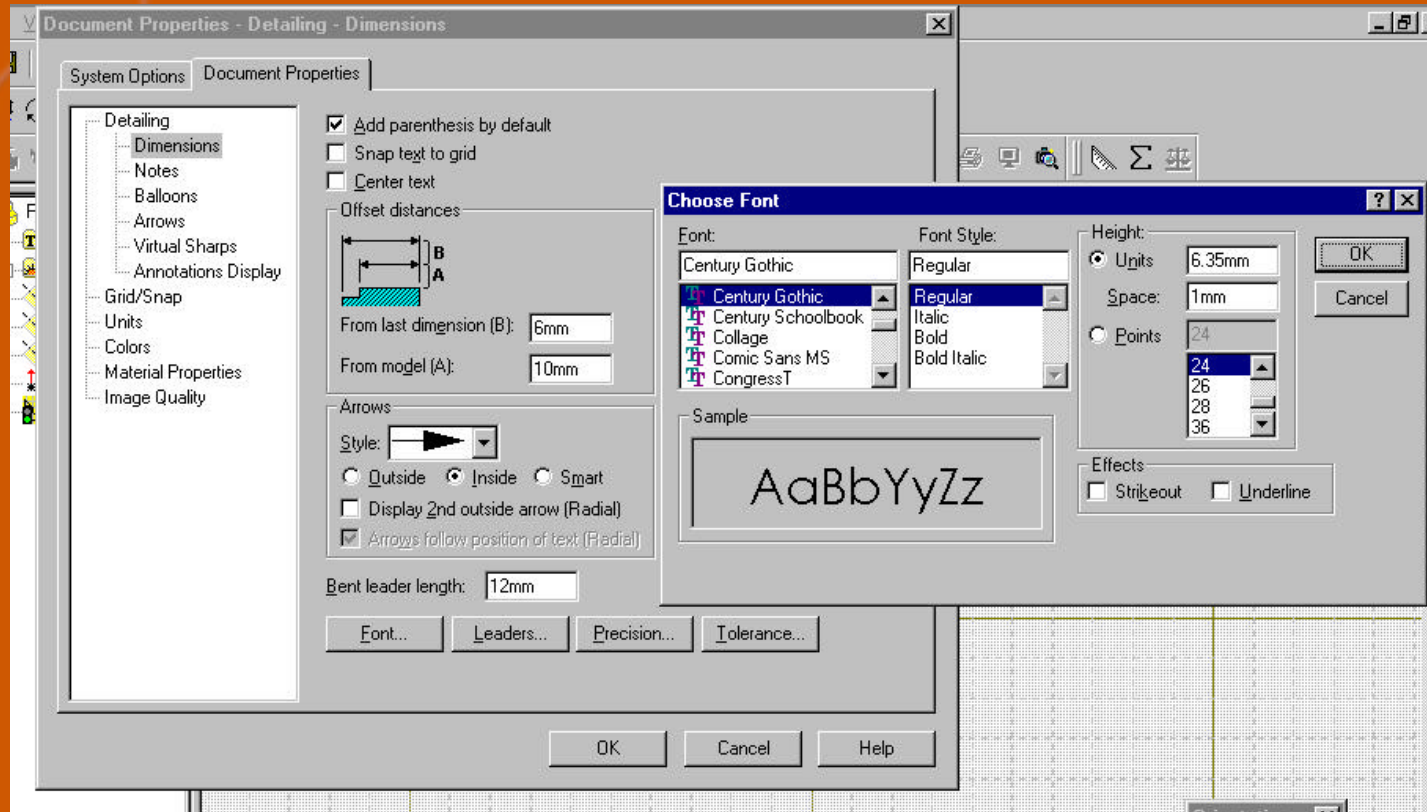 Document Properties - Detailing - Dimensions
System Options
Document Properties
Detailing
Dimensions
Notes
Balloons
Arrows
Virtual Sharps
Annotations Display
Grid/Snap
Units
Colors
Material Properties
Image Quality
Add parenthesis by default
Snap text to grid
Center text
Offset distances
B
A
From last dimension (B): 6mm
From model (A): 10mm
Arrows
Style:
Outside Inside Smart
Display 2nd outside arrow (Radial)
Arrows follow position of text (Radial)
Bent leader length: 12mm
Font... Leaders... Precision... Tolerance...
OK Cancel Help
Choose Font
Font:
Century Gothic
Century Gothic
Century Schoolbook
Collage
Comic Sans MS
CongressT
Font Style:
Regular
Regular
Italic
Bold
Bold Italic
Height:
Units 6.35mm
Space: 1mm
Points 24
24
26
28
36
OK
Cancel
Sample
AaBbYyZz
Effects
Strikeout Underline